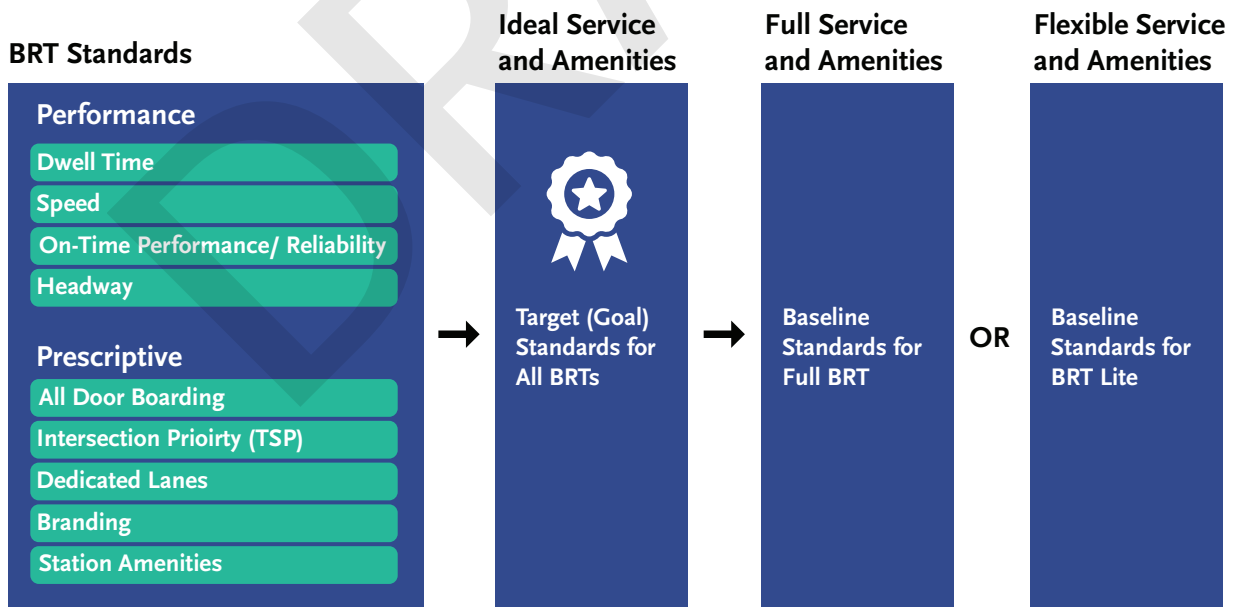 BRT Standards
Performance
Dwell Time
Speed
On-Time Performance/ Reliability
Headway
Prescriptive
All Door Boarding
Intersection Prioirty (TSP)
Dedicated Lanes
Branding
Station Amenities
Ideal Service
and Amenities
Target (Goal)
Standards for
All BRTs
Full Service
and Amenities
Baseline
Standards for
Full BRT
OR
Flexible Service
and Amenities
Baseline
Standards for
BRT Lite